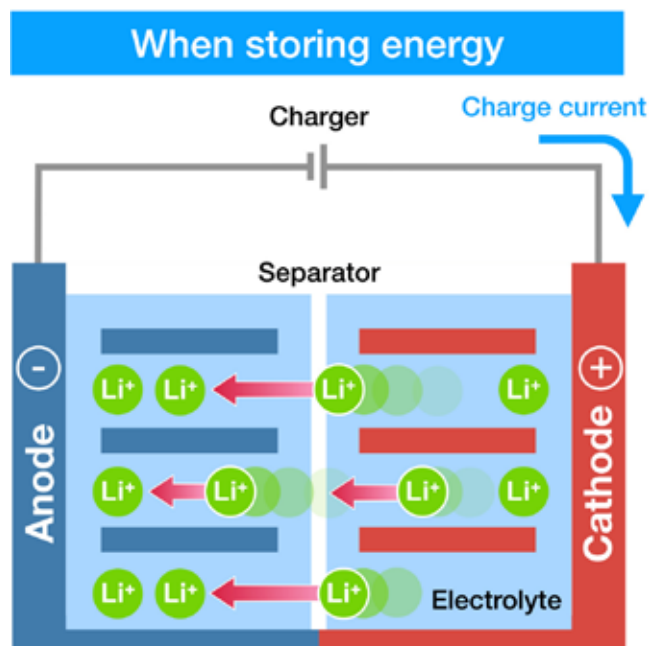 When storing energy
Charge current
Charger
Separator
Anode -
Cathode +
Li⁺ Li⁺ Li⁺ Li⁺
Li⁺ Li⁺ Li⁺ Li⁺
Li⁺ Li⁺ Li⁺
Electrolyte